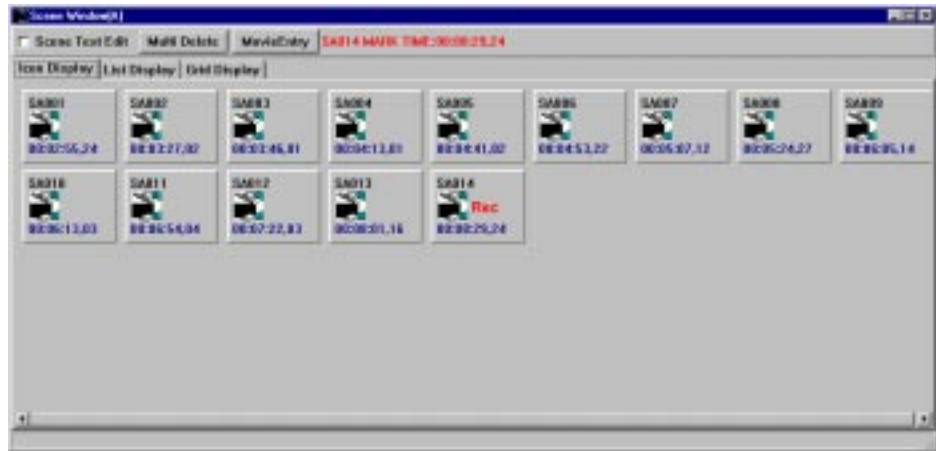 Scene Window(A)
Scene Text Edit Multi Delete MovieEntry SA014 MARK TIME:00:08:29,24
Icon Display List Display Grid Display
SA001 SA002 SA003 SA004 SA005 SA006 SA007 SA008 SA009
00:02:55,24 00:03:27,02 00:03:46,01 00:04:13,01 00:04:41,02 00:04:53,22 00:05:07,12 00:05:24,27 00:06:05,14
SA010 SA011 SA012 SA013 SA014
Rec
00:06:13,03 00:06:54,04 00:07:22,03 00:08:01,16 00:08:29,24